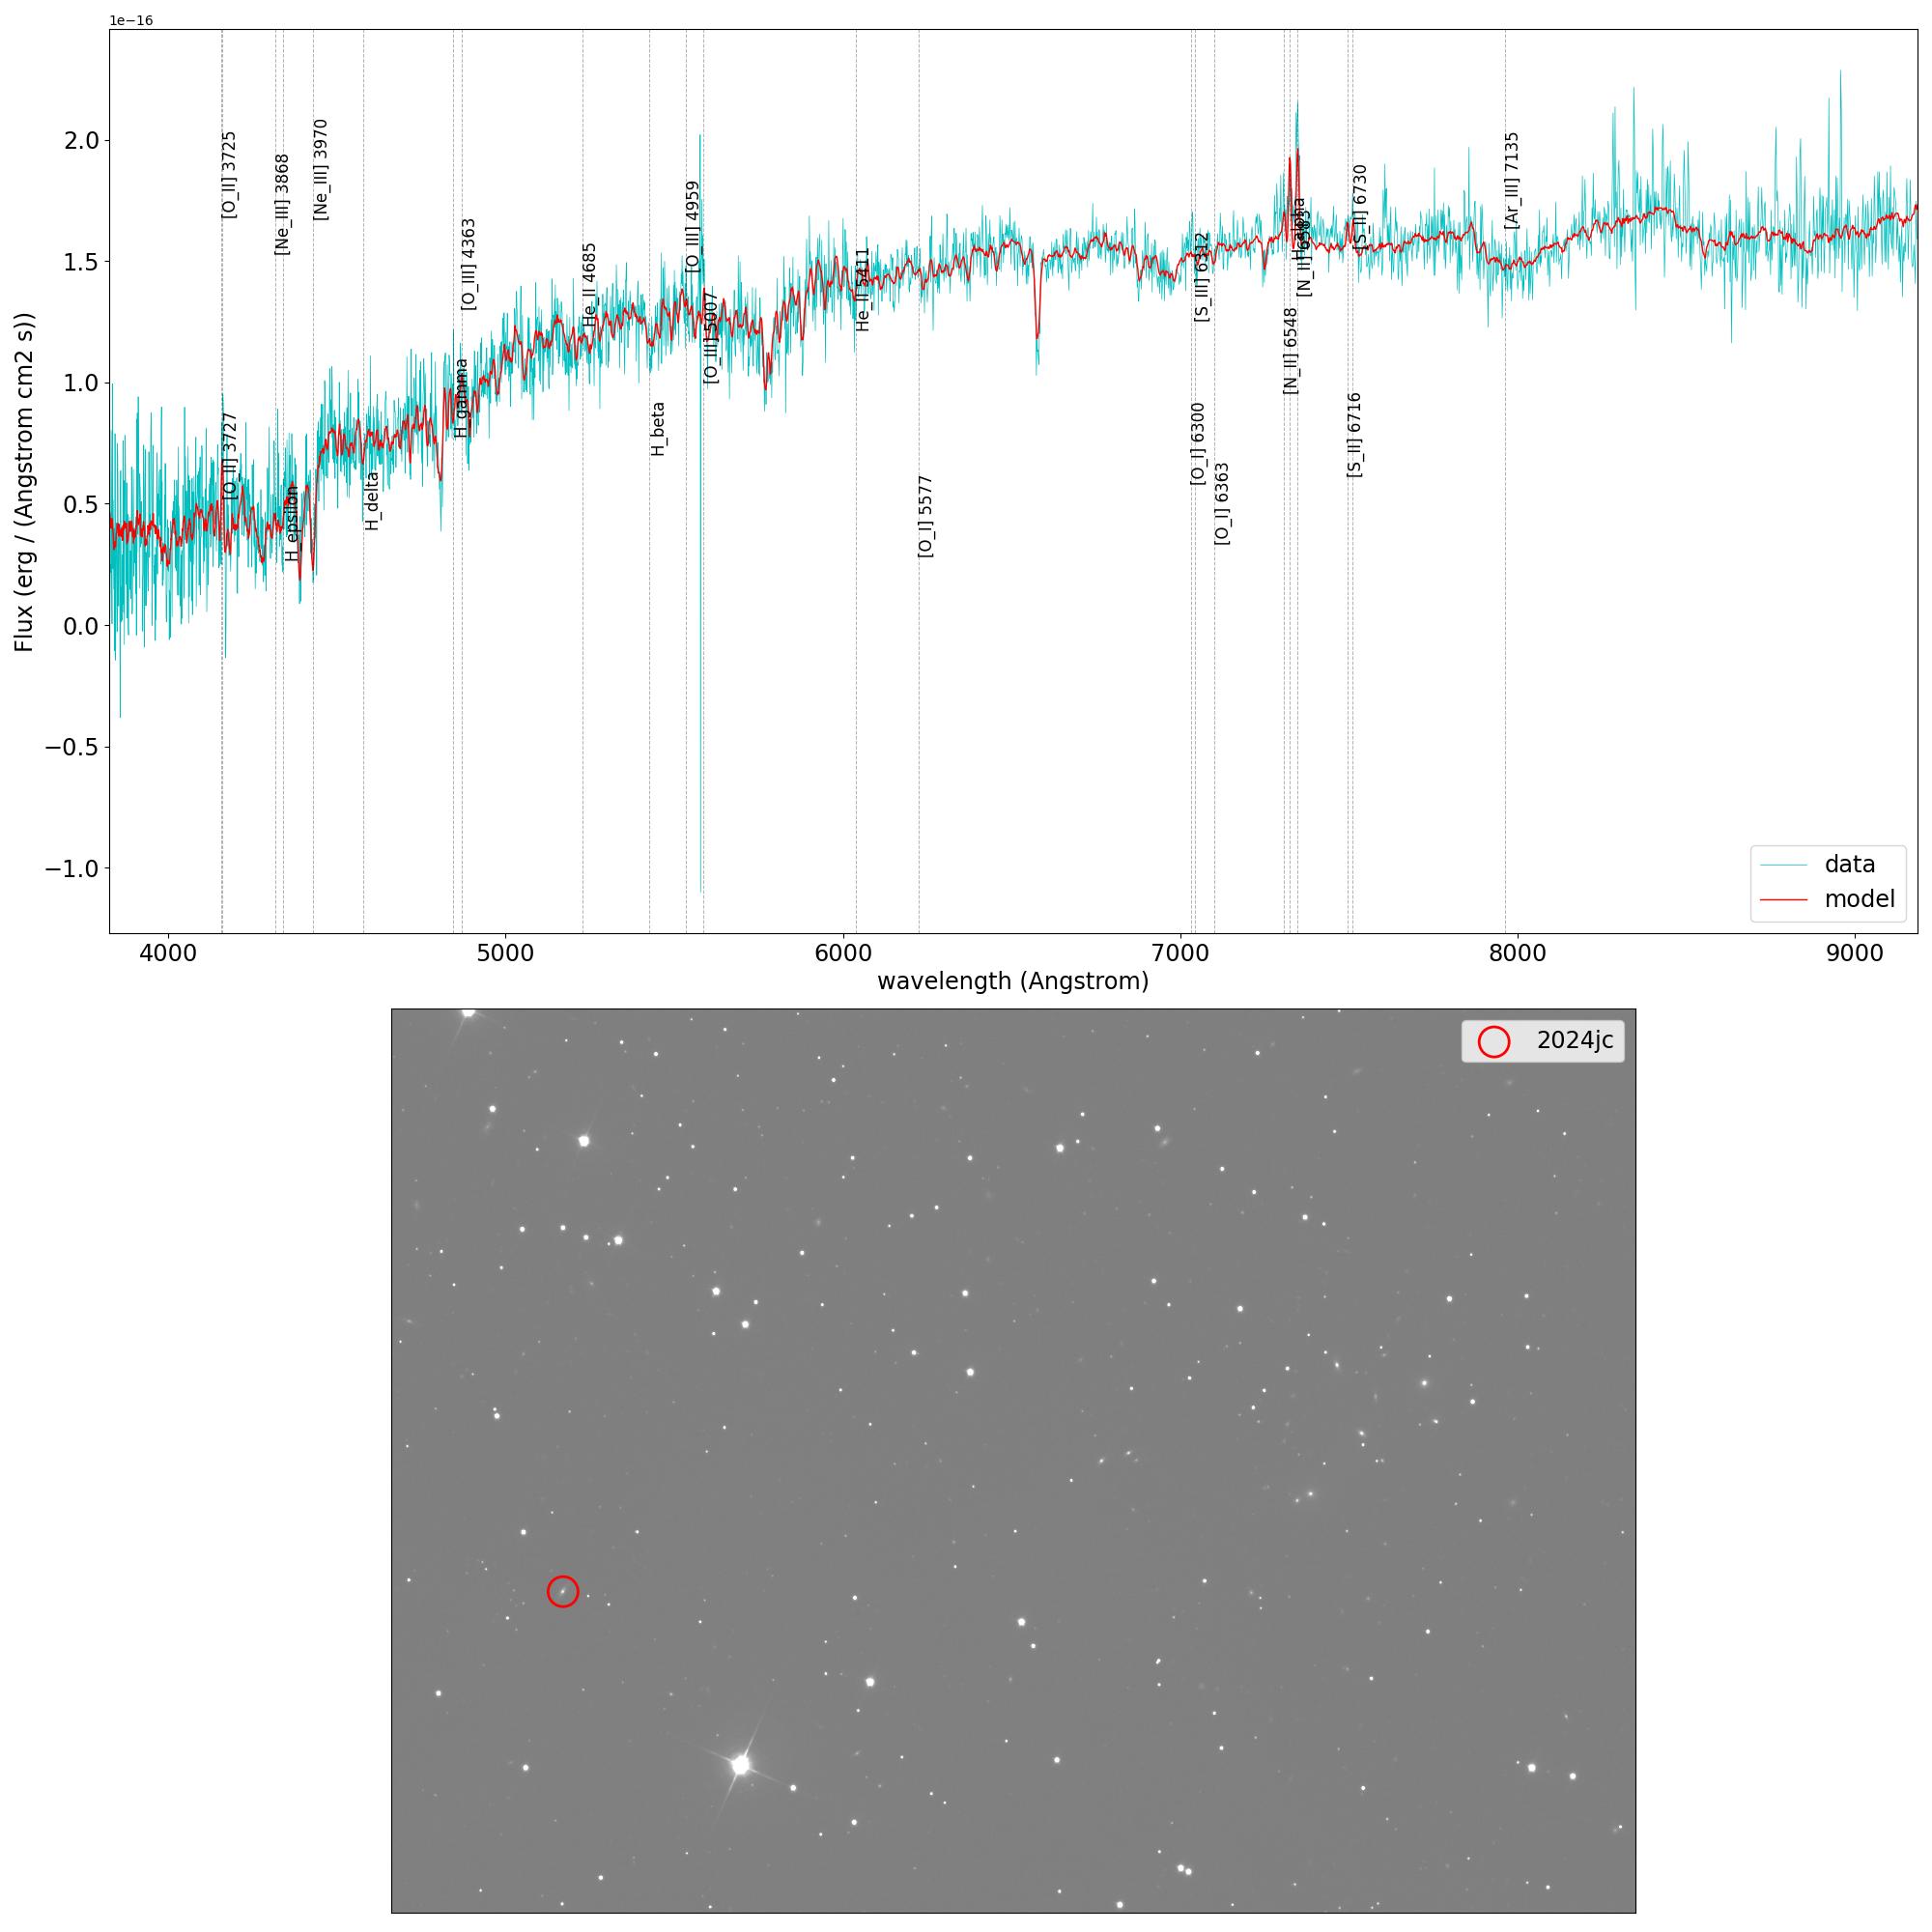 1e−16
Flux (erg / (Angstrom cm2 s))
2.0
1.5
1.0
0.5
0.0
−0.5
−1.0
[O_II] 3725
[O_II] 3727
[Ne_III] 3868
H_epsilon
[Ne_III] 3970
H_delta
[O_III] 4363
H_gamma
He_II 4685
H_beta
[O_III] 4959
[O_III] 5007
He_II 5411
[O_I] 5577
[O_I] 6300
[S_III] 6312
[O_I] 6363
[N_II] 6548
H_alpha
[N_II] 6583
[S_II] 6716
[S_II] 6730
[Ar_III] 7135
data
model
4000 5000 6000 7000 8000 9000
wavelength (Angstrom)
2024jc